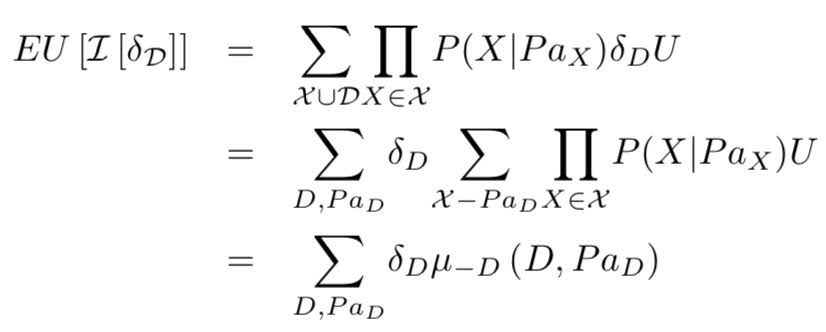 EU [𝓘 [δ_𝒟]] = ∑_{𝒳∪𝒟} ∏_{X∈𝒳} P(X|Pa_X)δ_D U
= ∑_{D,Pa_D} δ_D ∑_{𝒳−Pa_D} ∏_{X∈𝒳} P(X|Pa_X)U
= ∑_{D,Pa_D} δ_D μ_{−D} (D, Pa_D)